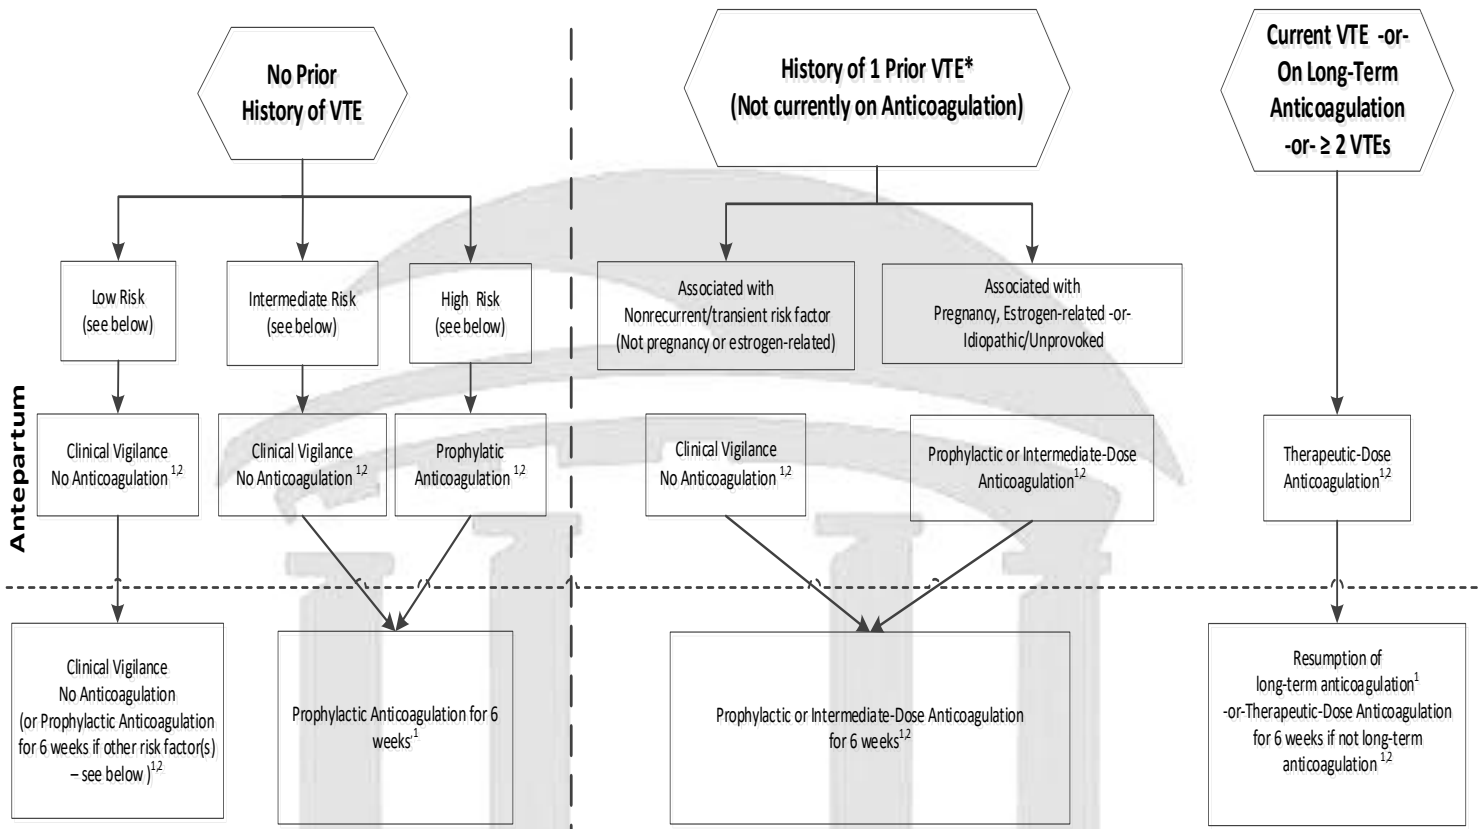 No Prior
History of VTE
History of 1 Prior VTE*
(Not currently on Anticoagulation)
Current VTE -or-
On Long-Term
Anticoagulation
-or- ≥ 2 VTEs
Low Risk
(see below)
Intermediate Risk
(see below)
High Risk
(see below)
Associated with
Nonrecurrent/transient risk factor
(Not pregnancy or estrogen-related)
Associated with
Pregnancy, Estrogen-related -or-
Idiopathic/Unprovoked
Antepartum
Clinical Vigilance
No Anticoagulation 1,2
Clinical Vigilance
No Anticoagulation 1,2
Prophylatic
Anticoagulation 1,2
Clinical Vigilance
No Anticoagulation 1,2
Prophylactic or Intermediate-Dose
Anticoagulation1,2
Therapeutic-Dose
Anticoagulation1,2
Clinical Vigilance
No Anticoagulation
(or Prophylactic Anticoagulation
for 6 weeks if other risk factor(s)
– see below )1,2
Prophylactic Anticoagulation for 6
weeks,1
Prophylactic or Intermediate-Dose Anticoagulation
for 6 weeks1,2
Resumption of
long-term anticoagulation1
-or-Therapeutic-Dose Anticoagulation
for 6 weeks if not long-term
anticoagulation 1,2